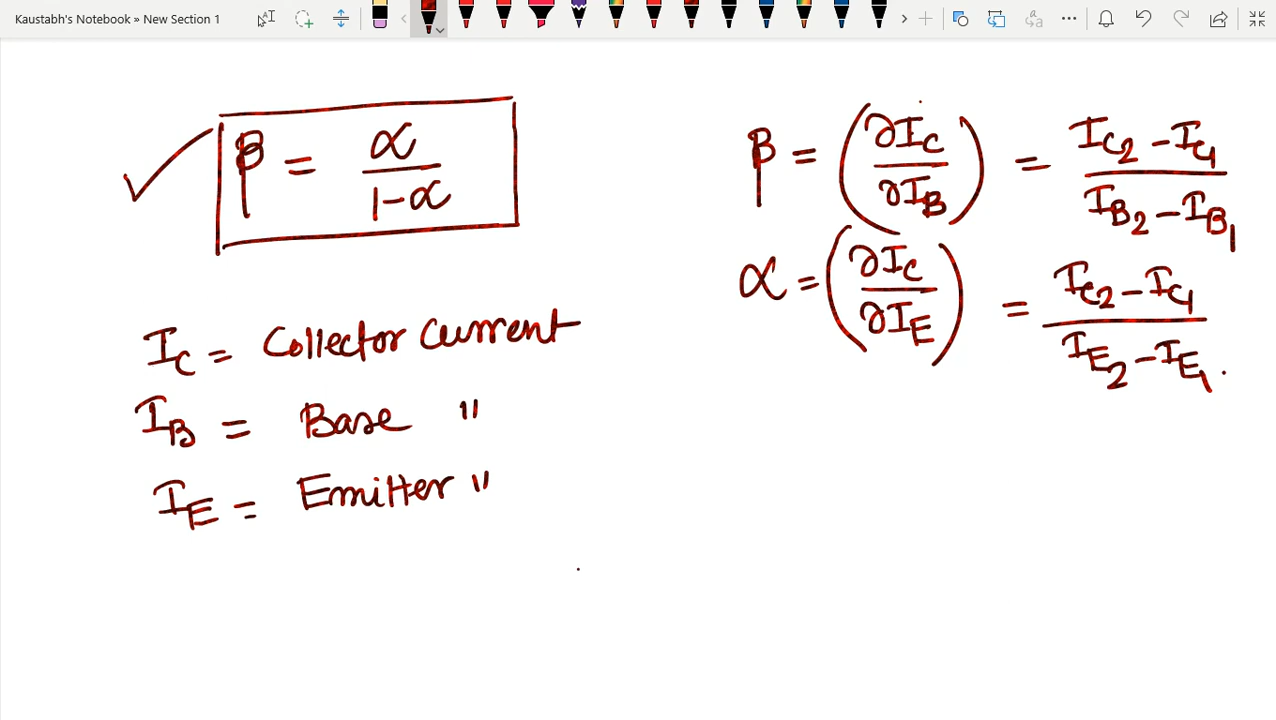 Kaustabh's Notebook » New Section 1
β = α / 1-α
β = (∂I_C / ∂I_B) = I_C2 - I_C1 / I_B2 - I_B1
α = (∂I_C / ∂I_E) = I_C2 - I_C1 / I_E2 - I_E1
I_C = Collector Current
I_B = Base "
I_E = Emitter "